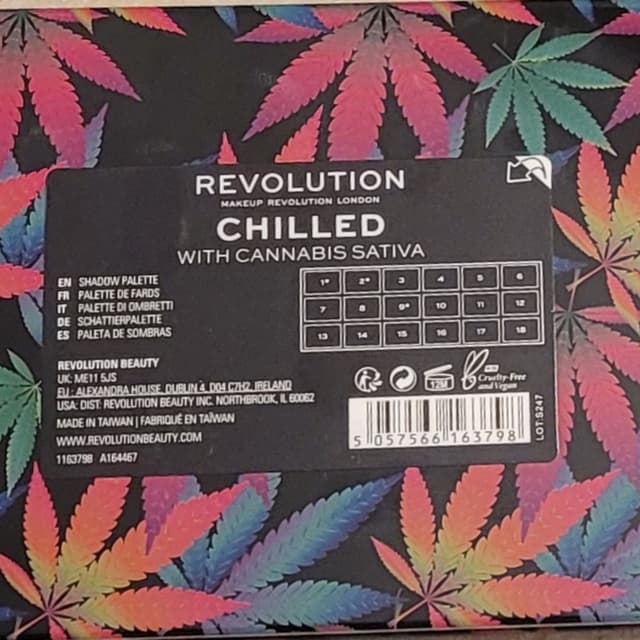 REVOLUTION
MAKEUP REVOLUTION LONDON
CHILLED
WITH CANNABIS SATIVA
EN SHADOW PALETTE
FR PALETTE DE FARDS
IT PALETTE DI OMBRETTI
DE SCHATTIERPALETTE
ES PALETA DE SOMBRAS
1* 2* 3 4 5 6
7 8 9* 10 11 12
13 14 15 16 17 18
REVOLUTION BEAUTY
UK: ME11 5JS
EU : ALEXANDRA HOUSE, DUBLIN 4, D04 C7H2, IRELAND
USA: DIST: REVOLUTION BEAUTY INC. NORTHBROOK, IL 60062
MADE IN TAIWAN | FABRIQUÉ EN TAÏWAN
WWW.REVOLUTIONBEAUTY.COM
1163798 A164467
12M
Cruelty-Free
and Vegan
5 057566 163798
LOT:S247